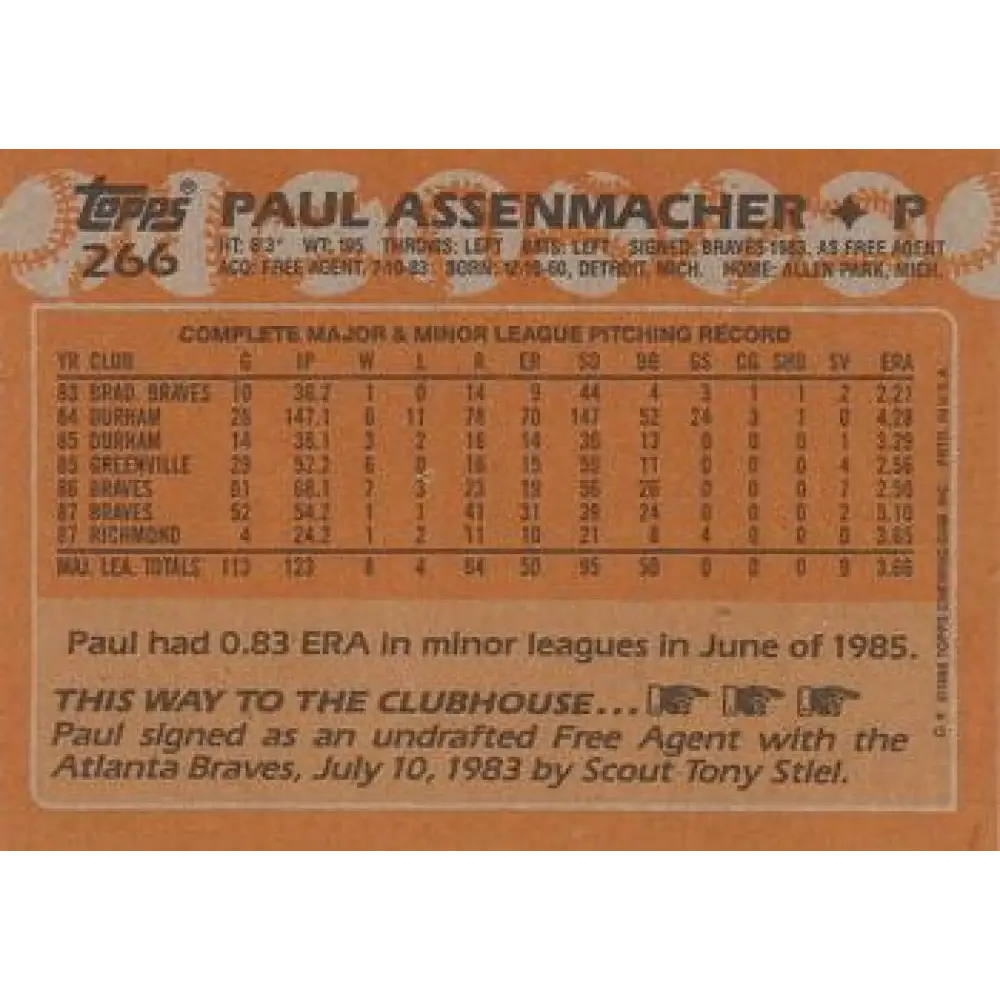 Topps® PAUL ASSENMACHER ✦ P
266 HT: 6'3" WT: 195 THROWS: LEFT BATS: LEFT SIGNED: BRAVES 1983, AS FREE AGENT
ACQ: FREE AGENT, 7-10-83 BORN: 12-10-60, DETROIT, MICH. HOME: ALLEN PARK, MICH.
COMPLETE MAJOR & MINOR LEAGUE PITCHING RECORD
YR CLUB G IP W L R ER SO BB GS CG SHO SV ERA
83 BRAD. BRAVES 10 36.2 1 0 14 9 44 4 3 1 1 2 2.21
84 DURHAM 26 147.1 6 11 78 70 147 52 24 3 1 0 4.28
85 DURHAM 14 38.1 3 2 16 14 36 13 0 0 0 1 3.29
85 GREENVILLE 29 52.2 6 0 16 15 59 11 0 0 0 4 2.56
86 BRAVES 61 68.1 7 3 23 19 56 26 0 0 0 7 2.50
87 BRAVES 52 54.2 1 1 41 31 39 24 0 0 0 2 5.10
87 RICHMOND 4 24.2 1 2 11 10 21 8 4 0 0 0 3.65
MAJ. LEA. TOTALS 113 123 8 4 64 50 95 50 0 0 0 9 3.66
Paul had 0.83 ERA in minor leagues in June of 1985.
THIS WAY TO THE CLUBHOUSE...
Paul signed as an undrafted Free Agent with the
Atlanta Braves, July 10, 1983 by Scout Tony Stiel.
©1988 TOPPS CHEWING GUM INC. PRTD. IN U.S.A.